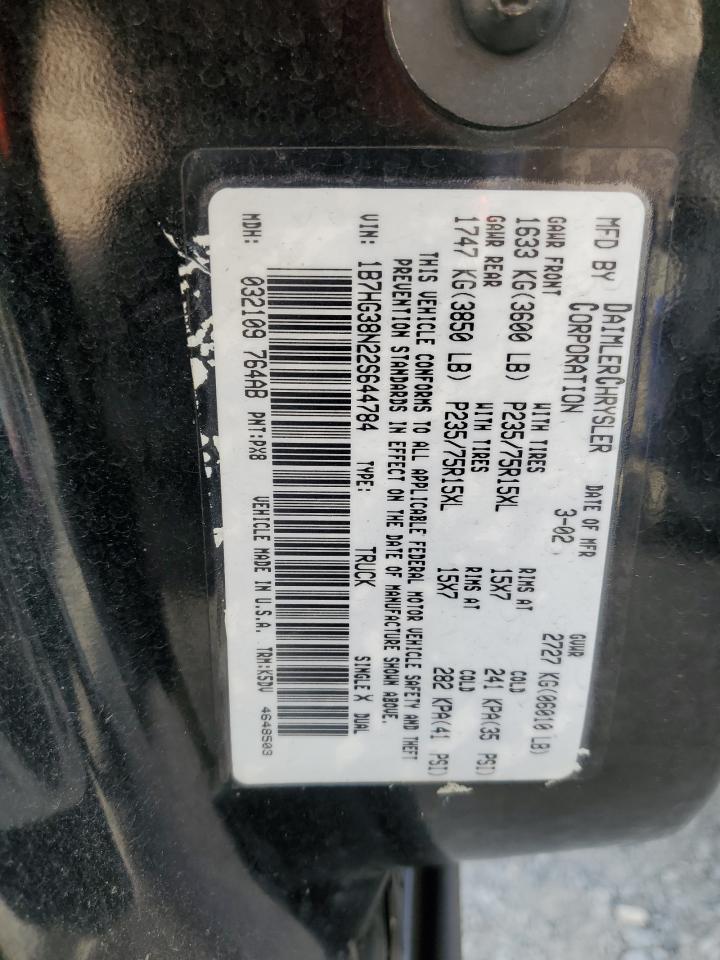 MFD BY DAIMLERCHRYSLER CORPORATION DATE OF MFR 3-02 GVWR 2727 KG(06010 LB)
GAWR FRONT WITH TIRES RIMS AT COLD
1633 KG(3600 LB) P235/75R15XL 15X7 241 KPA(35 PSI)
GAWR REAR WITH TIRES RIMS AT COLD
1747 KG(3850 LB) P235/75R15XL 15X7 282 KPA(41 PSI)
THIS VEHICLE CONFORMS TO ALL APPLICABLE FEDERAL MOTOR VEHICLE SAFETY AND THEFT
PREVENTION STANDARDS IN EFFECT ON THE DATE OF MANUFACTURE SHOWN ABOVE.
VIN: 1B7HG38N22S644784 TYPE: TRUCK SINGLE X DUAL
MDH: 032109 764AB PNT:PX8 VEHICLE MADE IN U.S.A. TRM:K5DV 4648503